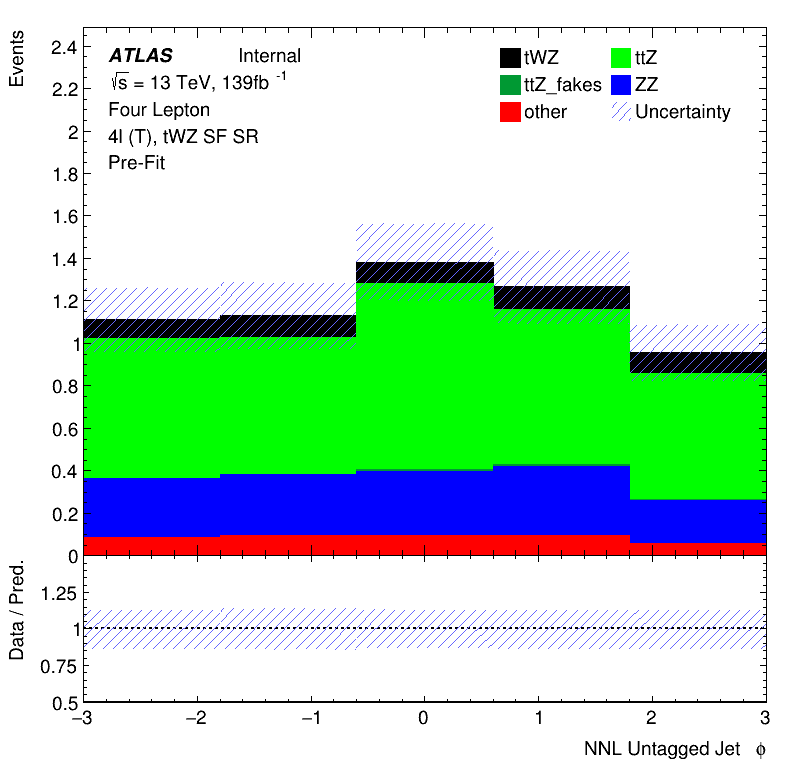 ATLAS Internal
√s = 13 TeV, 139fb -1
Four Lepton
4l (T), tWZ SF SR
Pre-Fit
tWZ ttZ
ttZ_fakes ZZ
other Uncertainty
Events
2.4
2.2
2
1.8
1.6
1.4
1.2
1
0.8
0.6
0.4
0.2
0
Data / Pred.
1.25
1
0.75
0.5
−3 −2 −1 0 1 2 3
NNL Untagged Jet ϕ